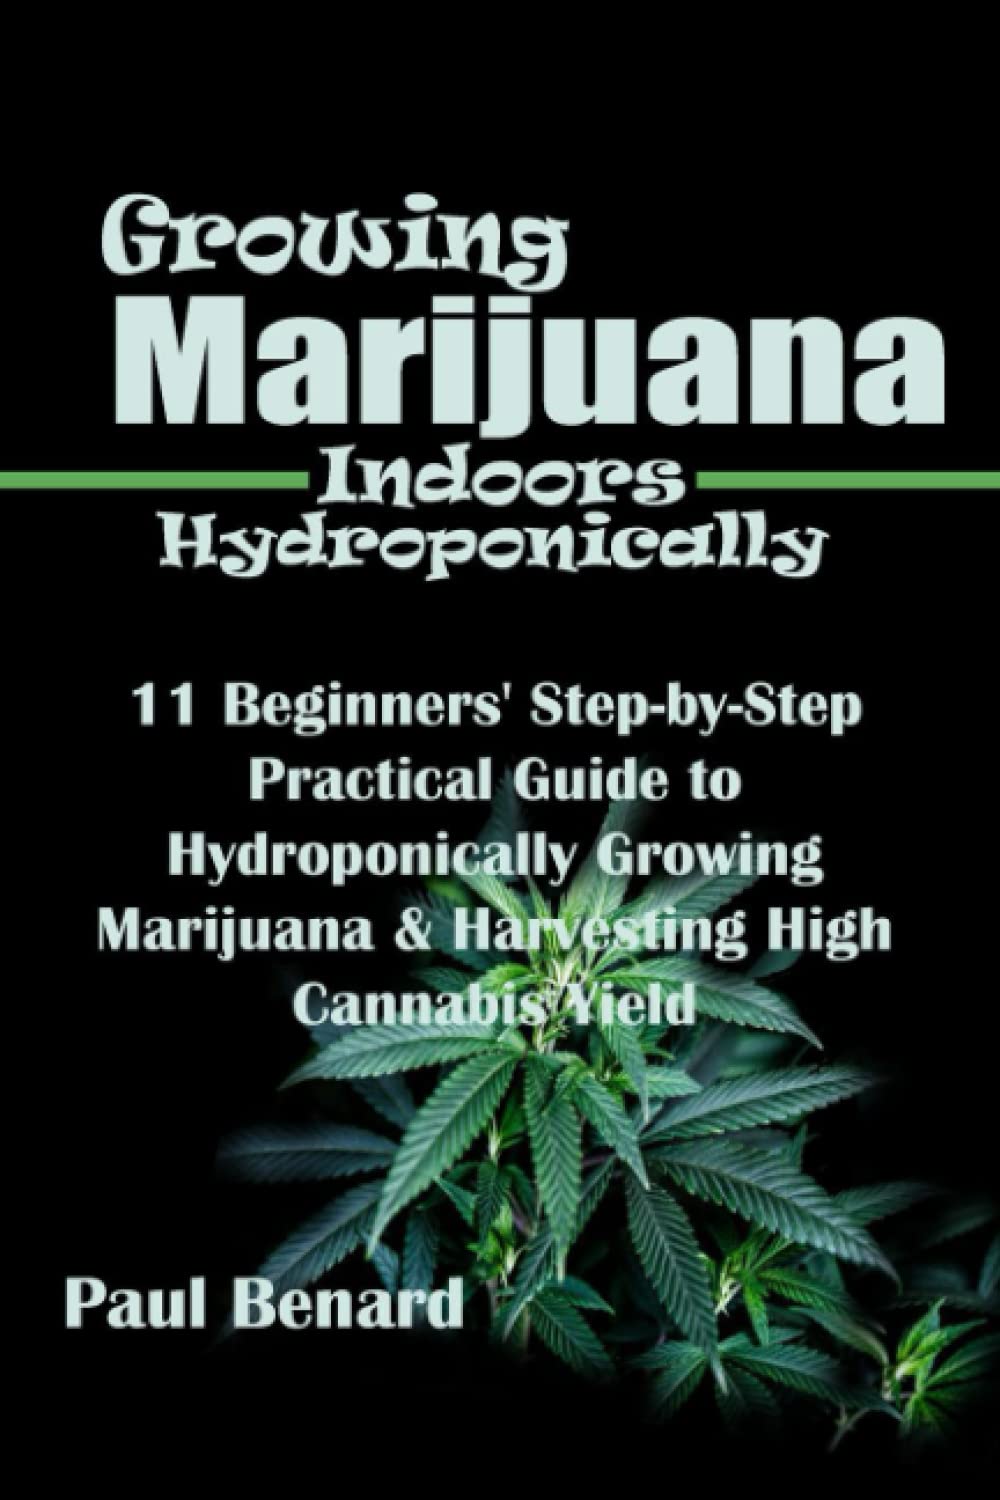 Growing
Marijuana
Indoors
Hydroponically
11 Beginners' Step-by-Step
Practical Guide to
Hydroponically Growing
Marijuana & Harvesting High
Cannabis Yield
Paul Benard